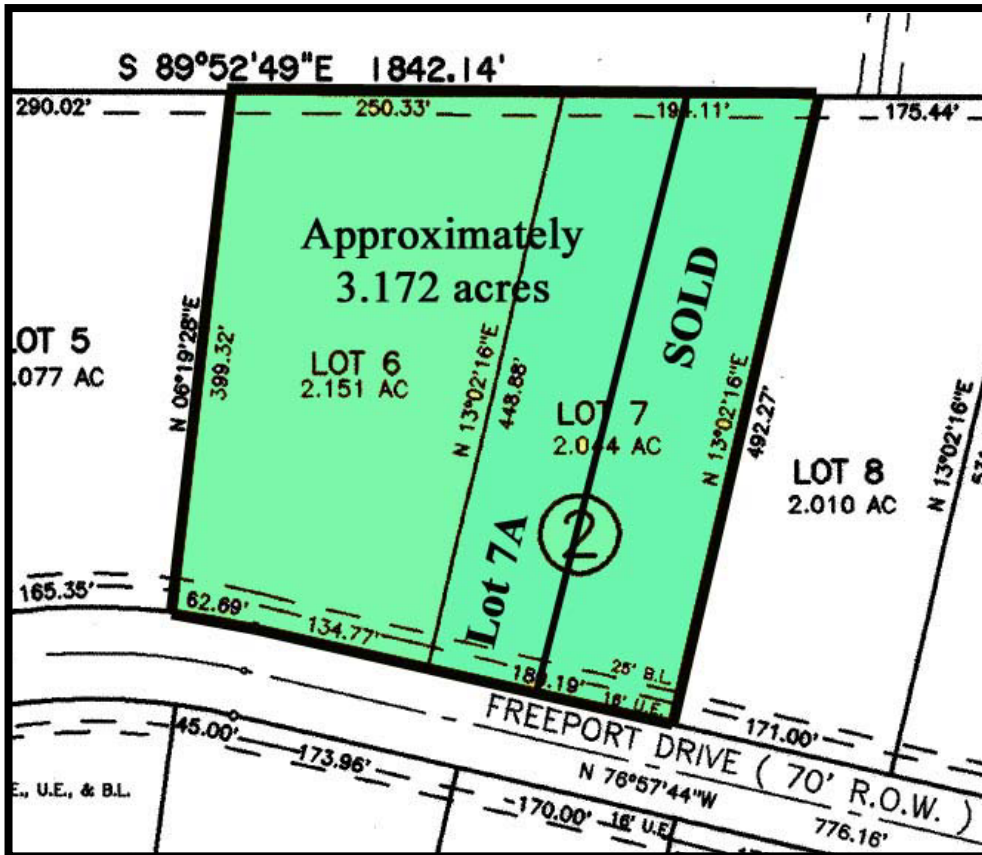 S 89°52'49"E 1842.14'
290.02'
250.33'
175.44'
Approximately
3.172 acres
SOLD
N 06°19'28"E
399.32'
.OT 5
.077 AC
LOT 6
2.151 AC
N 13°02'16"E
448.88'
LOT 7
2.044 AC
N 13°02'16"E
492.27'
LOT 8
2.010 AC
N 13°02'16"E
2
Lot 7A
165.35'
62.69'
134.77'
25' B.L.
16' U.E.
FREEPORT DRIVE ( 70' R.O.W. )
N 76°57'44"W
776.16'
171.00'
45.00'
173.96'
170.00'
16' U.E.
E., U.E., & B.L.